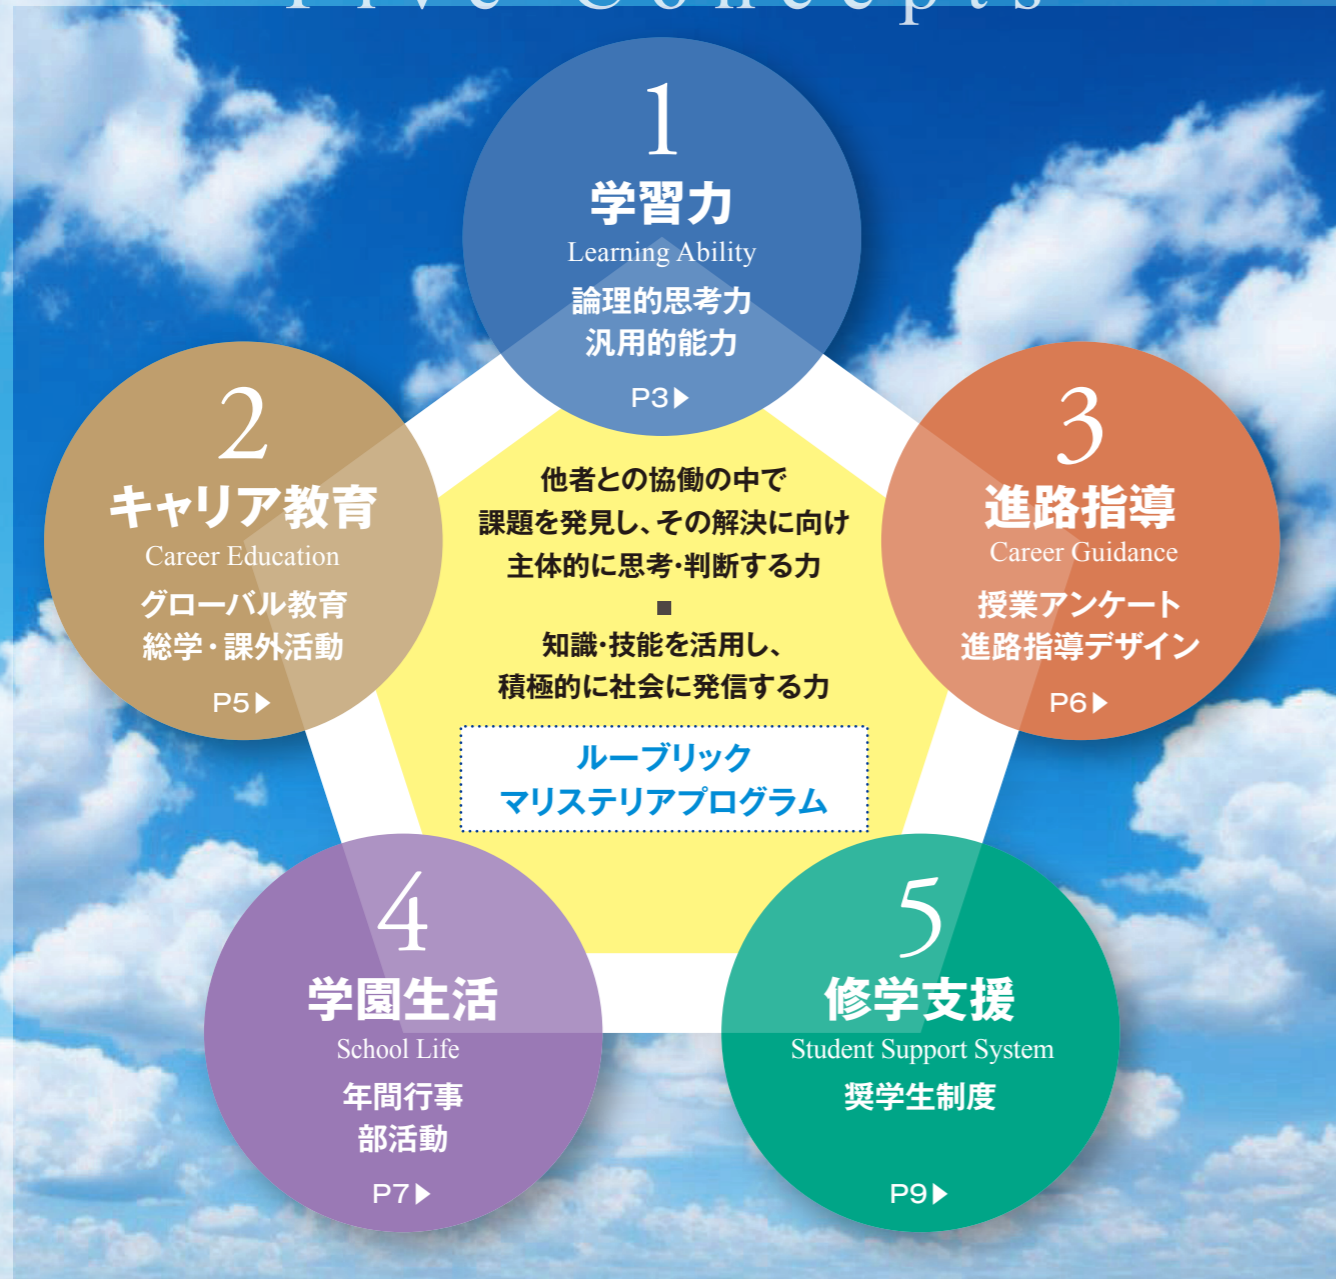 Five Concepts
1
学習力
Learning Ability
論理的思考力
汎用的能力
P3▶
2
キャリア教育
Career Education
グローバル教育
総学・課外活動
P5▶
3
進路指導
Career Guidance
授業アンケート
進路指導デザイン
P6▶
他者との協働の中で
課題を発見し、その解決に向け
主体的に思考・判断する力
■
知識・技能を活用し、
積極的に社会に発信する力
ルーブリック
マリステリアプログラム
4
学園生活
School Life
年間行事
部活動
P7▶
5
修学支援
Student Support System
奨学生制度
P9▶